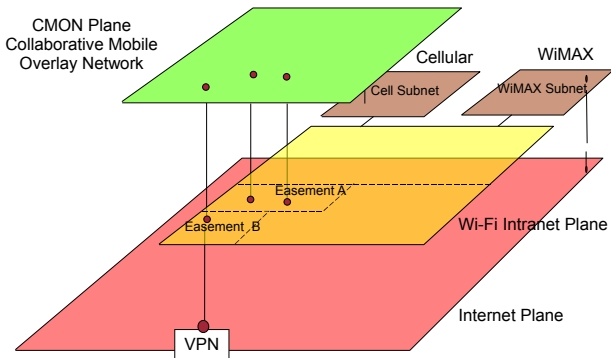 CMON Plane
Collaborative Mobile
Overlay Network
Cellular
WiMAX
Cell Subnet
WiMAX Subnet
Easement A
Easement B
Wi-Fi Intranet Plane
Internet Plane
VPN